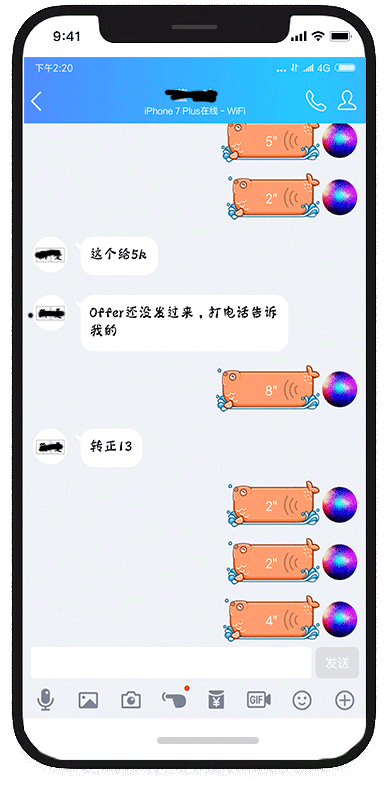 9:41
下午2:20
4G
iPhone 7 Plus在线 - WiFi
5"
2"
这个给5k
Offer还没发过来，打电话告诉
我的
8"
转正13
2"
2"
4"
发送
GIF